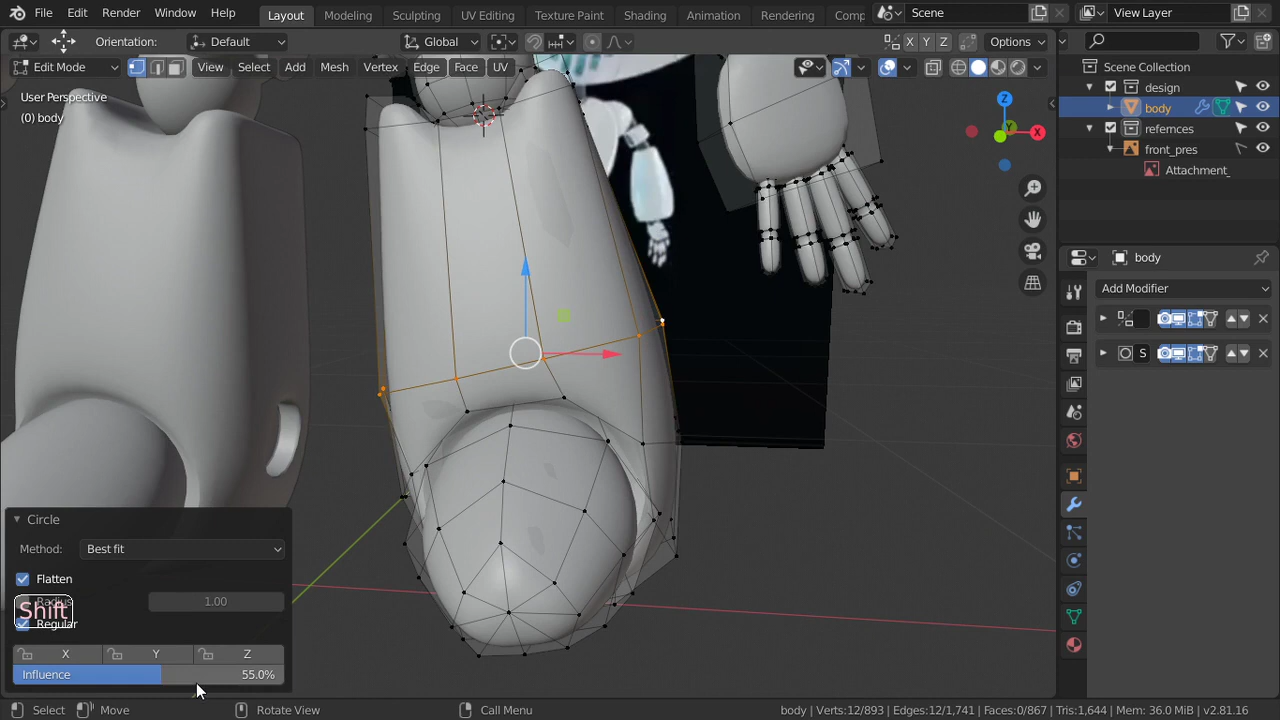 File Edit Render Window Help Layout Modeling Sculpting UV Editing Texture Paint Shading Animation Rendering Comp Scene View Layer
Orientation: Default Global X Y Z Options
Edit Mode View Select Add Mesh Vertex Edge Face UV
User Perspective
(0) body
Z
Y
X
Scene Collection
design
body
refernces
front_pres
Attachment_
body
Add Modifier
S
Circle
Method: Best fit
Flatten
Radius 1.00
Shift
Regular
X Y Z
Influence 55.0%
Select Move Rotate View Call Menu body | Verts:12/893 | Edges:12/1,741 | Faces:0/867 | Tris:1,644 | Mem: 36.0 MiB | v2.81.16